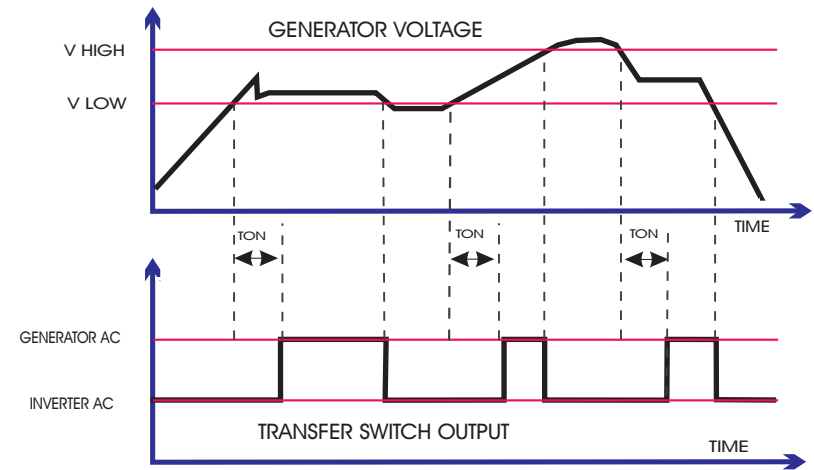 GENERATOR VOLTAGE
V HIGH
V LOW
TIME
TON
TON
TON
GENERATOR AC
INVERTER AC
TRANSFER SWITCH OUTPUT
TIME